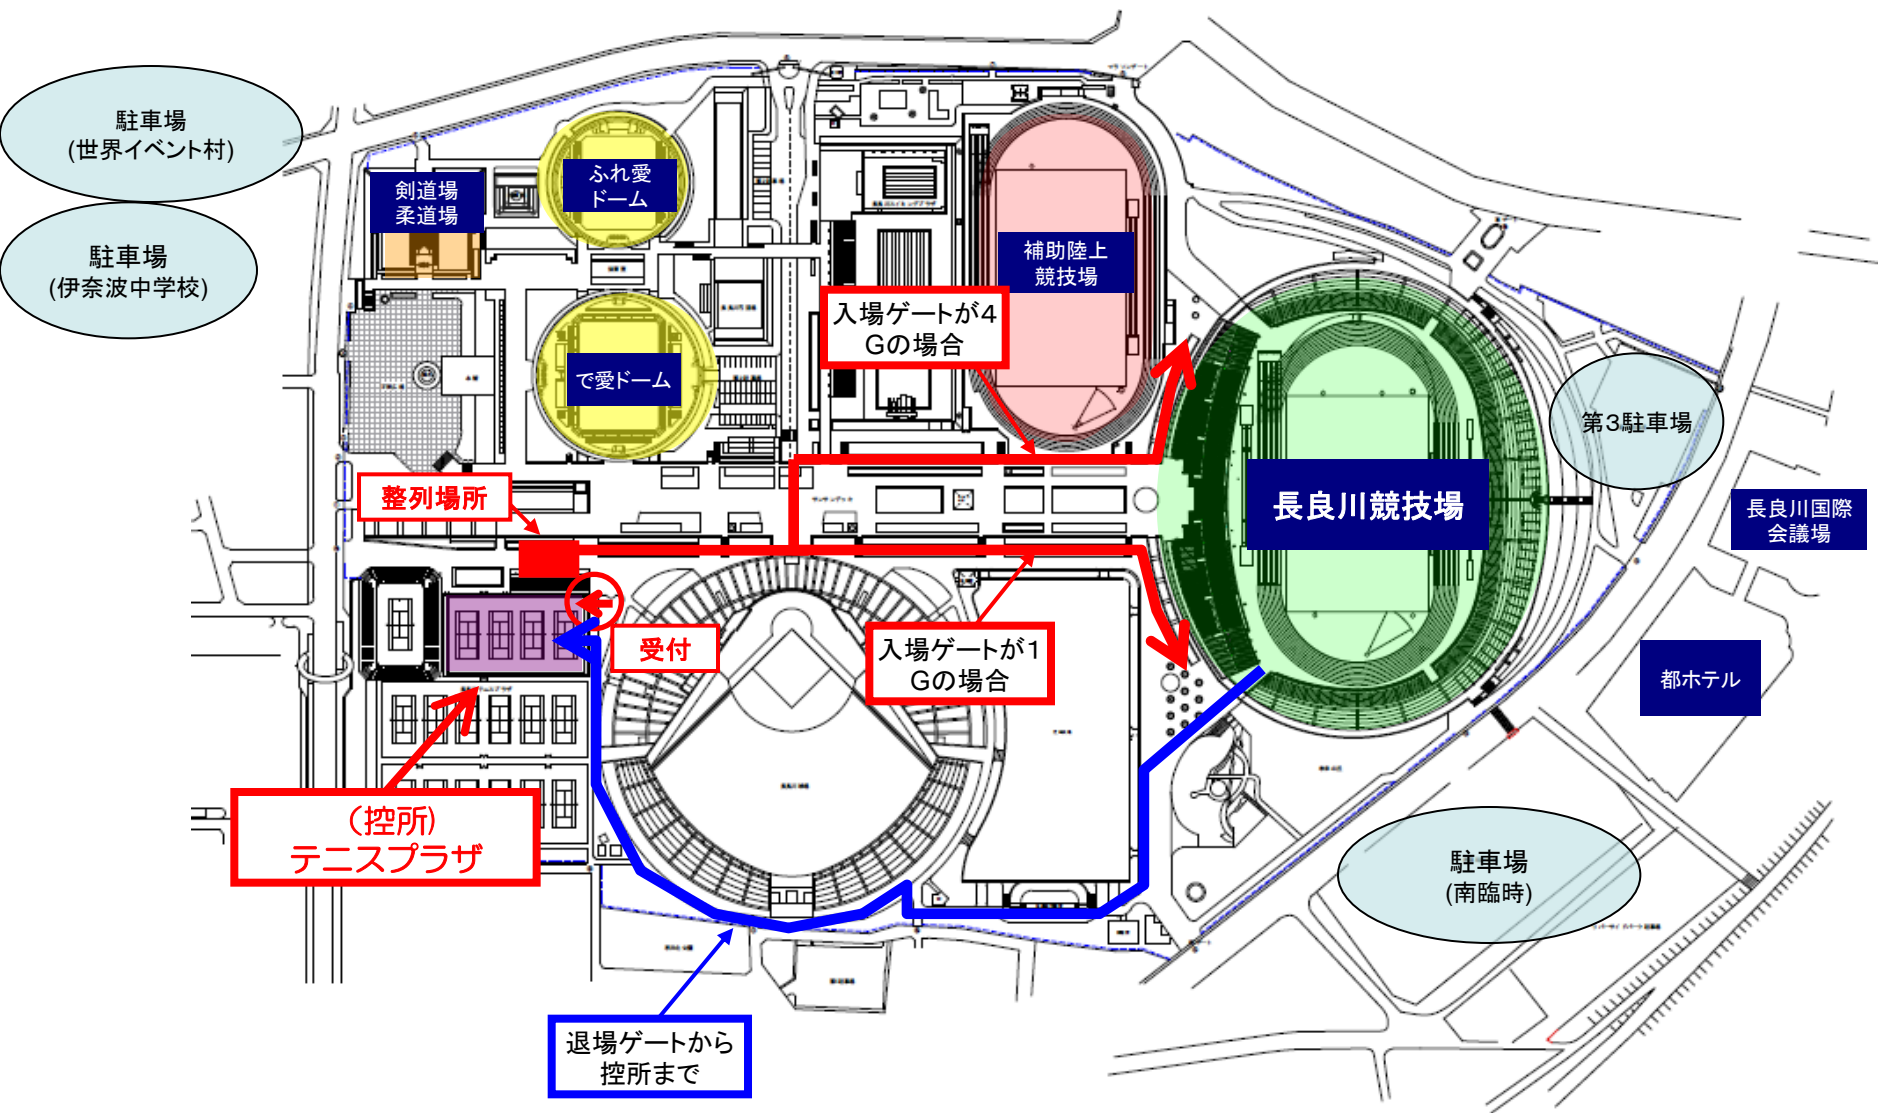 駐車場
(世界イベント村)
駐車場
(伊奈波中学校)
剣道場
柔道場
ふれ愛
ドーム
で愛ドーム
補助陸上
競技場
入場ゲートが4
Gの場合
第3駐車場
長良川競技場
長良川国際
会議場
整列場所
受付
入場ゲートが1
Gの場合
都ホテル
(控所)
テニスプラザ
駐車場
(南臨時)
退場ゲートから
控所まで